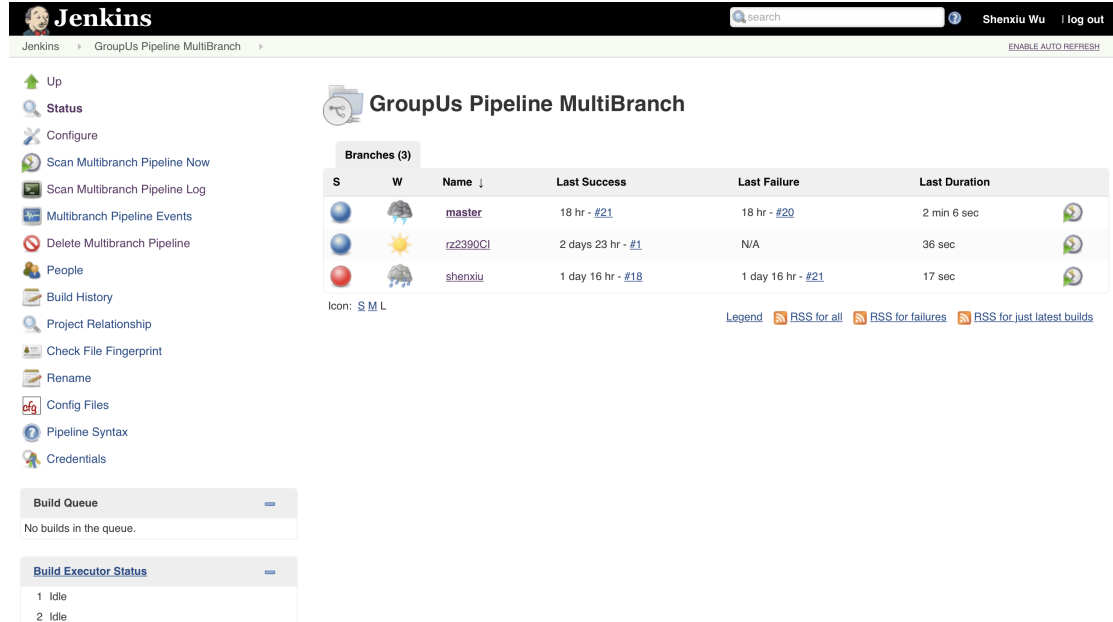 Jenkins
search
Shenxiu Wu | log out
Jenkins GroupUs Pipeline MultiBranch
ENABLE AUTO REFRESH
Up
Status
Configure
Scan Multibranch Pipeline Now
Scan Multibranch Pipeline Log
Multibranch Pipeline Events
Delete Multibranch Pipeline
People
Build History
Project Relationship
Check File Fingerprint
Rename
cfg Config Files
Pipeline Syntax
Credentials
Build Queue
No builds in the queue.
Build Executor Status
1 Idle
2 Idle
GroupUs Pipeline MultiBranch
Branches (3)
S W Name ↓ Last Success Last Failure Last Duration
master 18 hr - #21 18 hr - #20 2 min 6 sec
rz2390CI 2 days 23 hr - #1 N/A 36 sec
shenxiu 1 day 16 hr - #18 1 day 16 hr - #21 17 sec
Icon: S M L
Legend RSS for all RSS for failures RSS for just latest builds